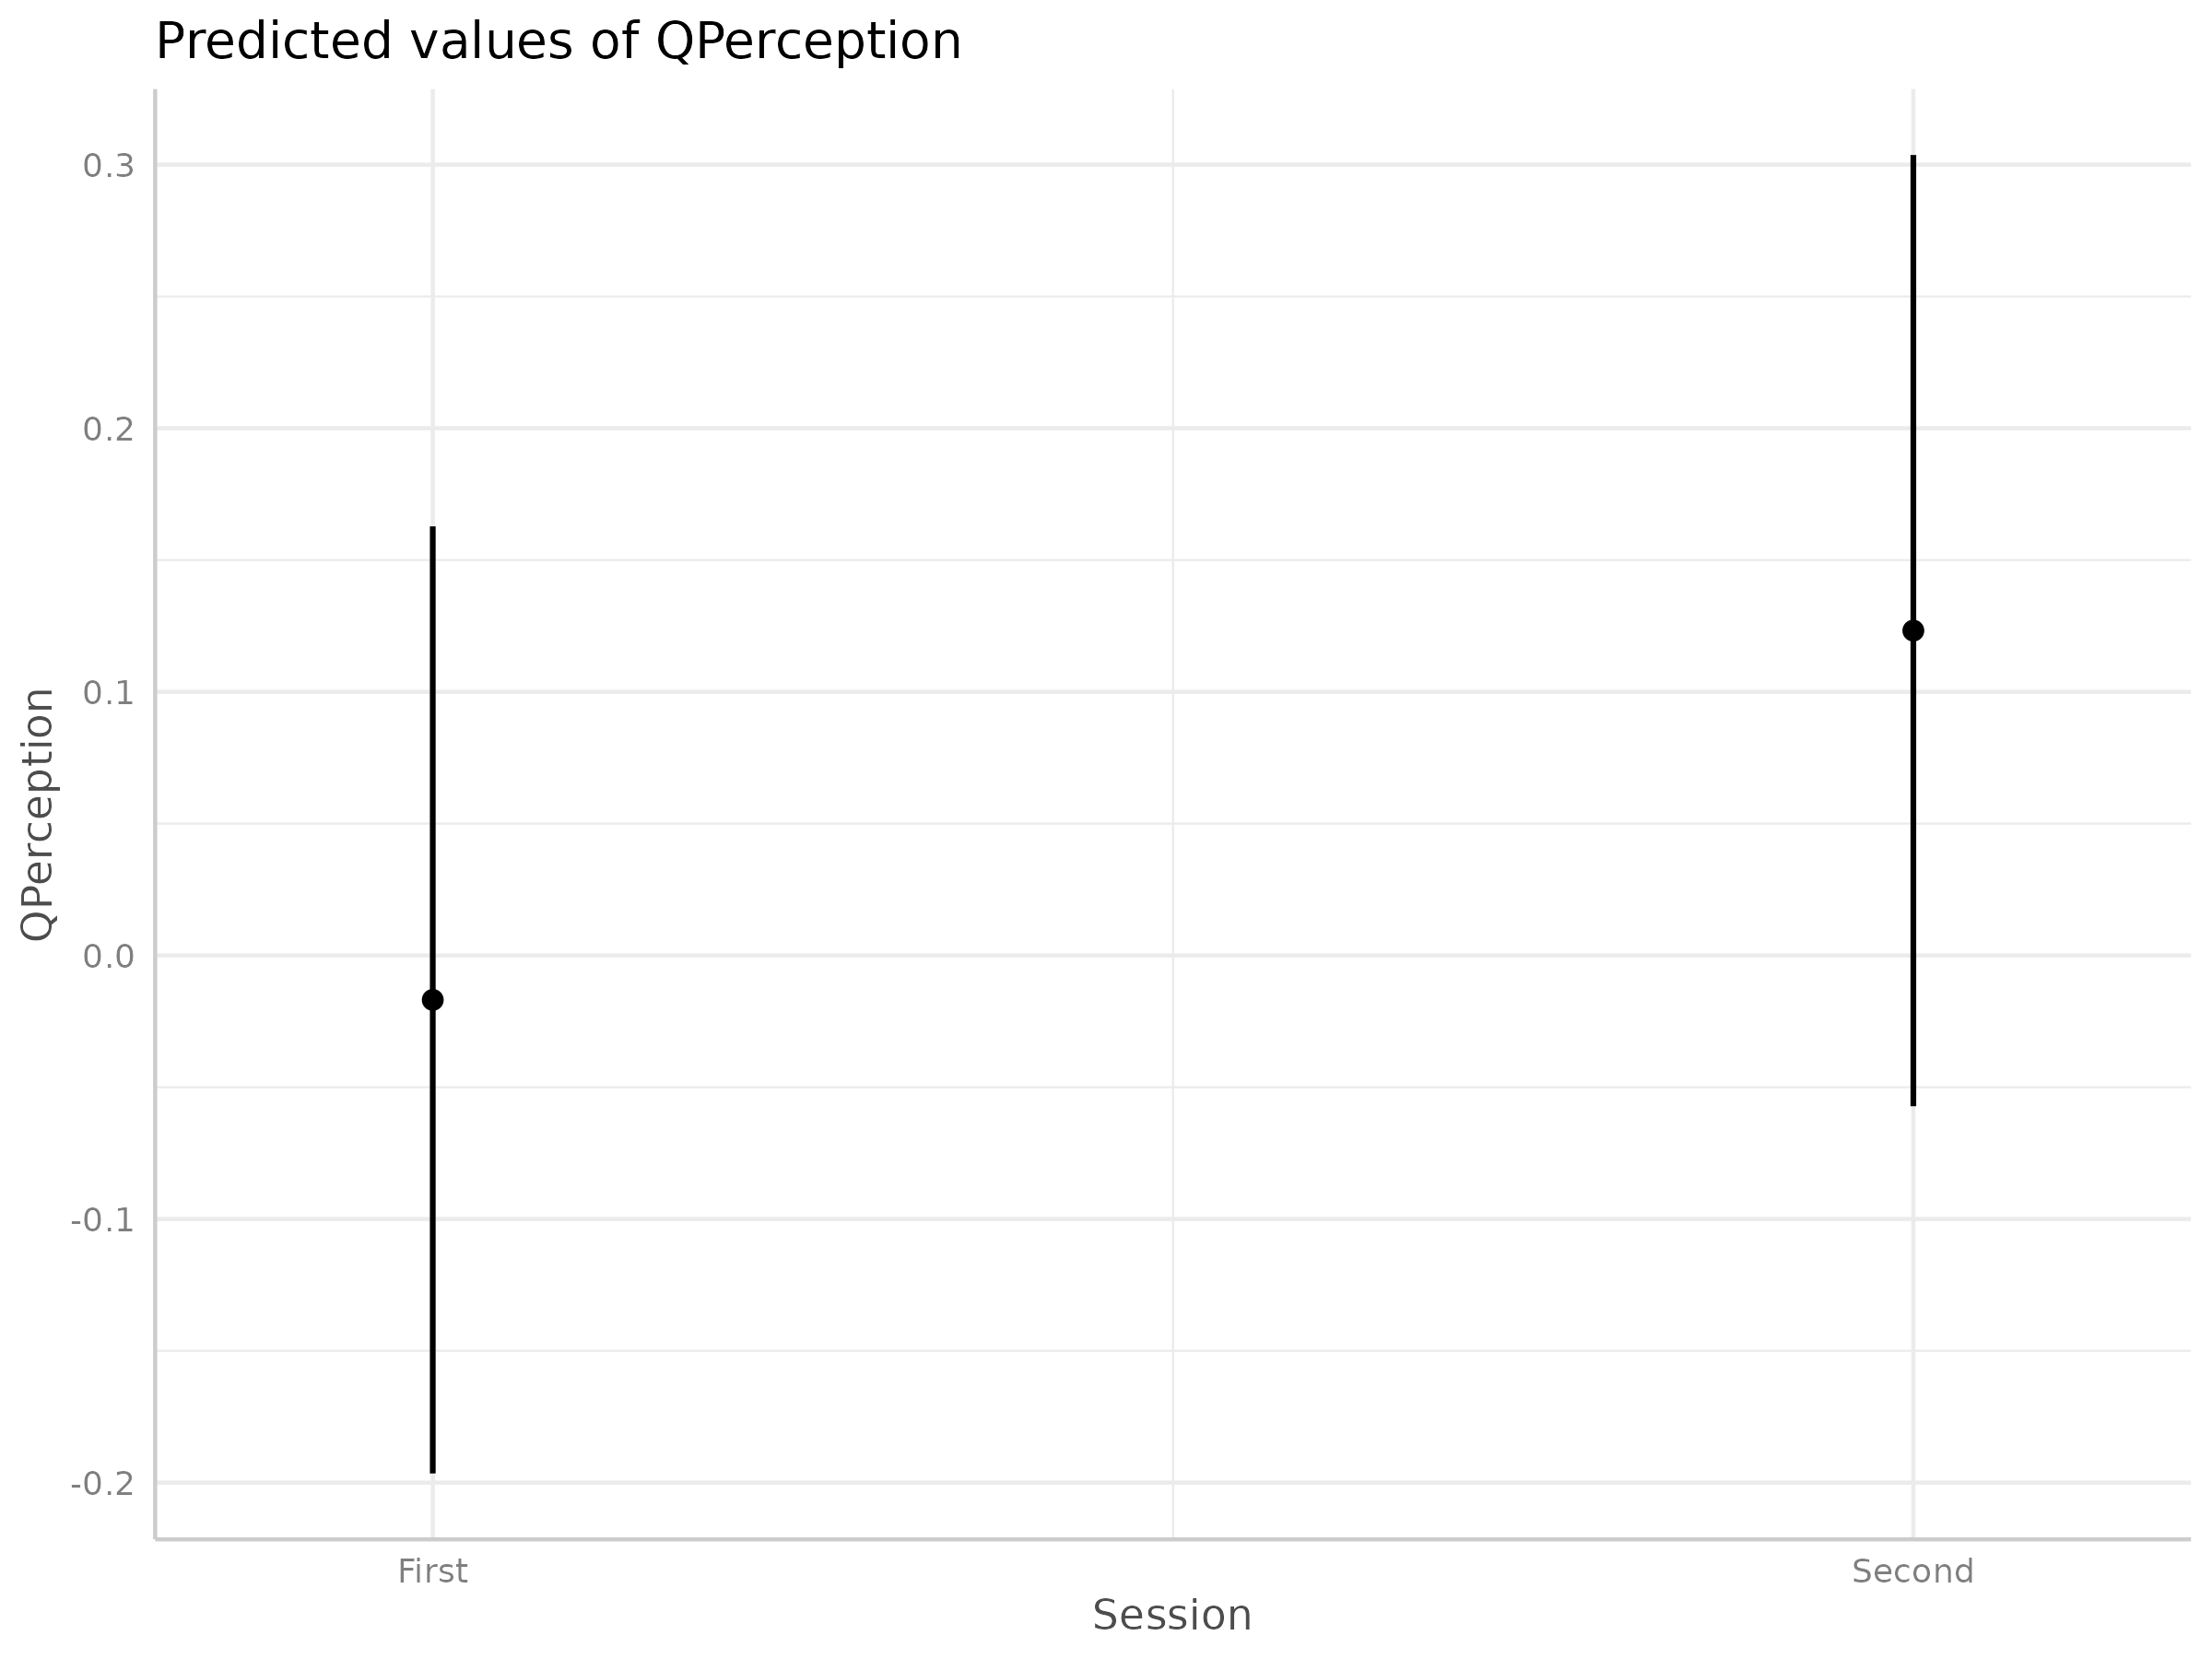 Predicted values of QPerception
QPerception
0.3
0.2
0.1
0.0
-0.1
-0.2
First
Second
Session